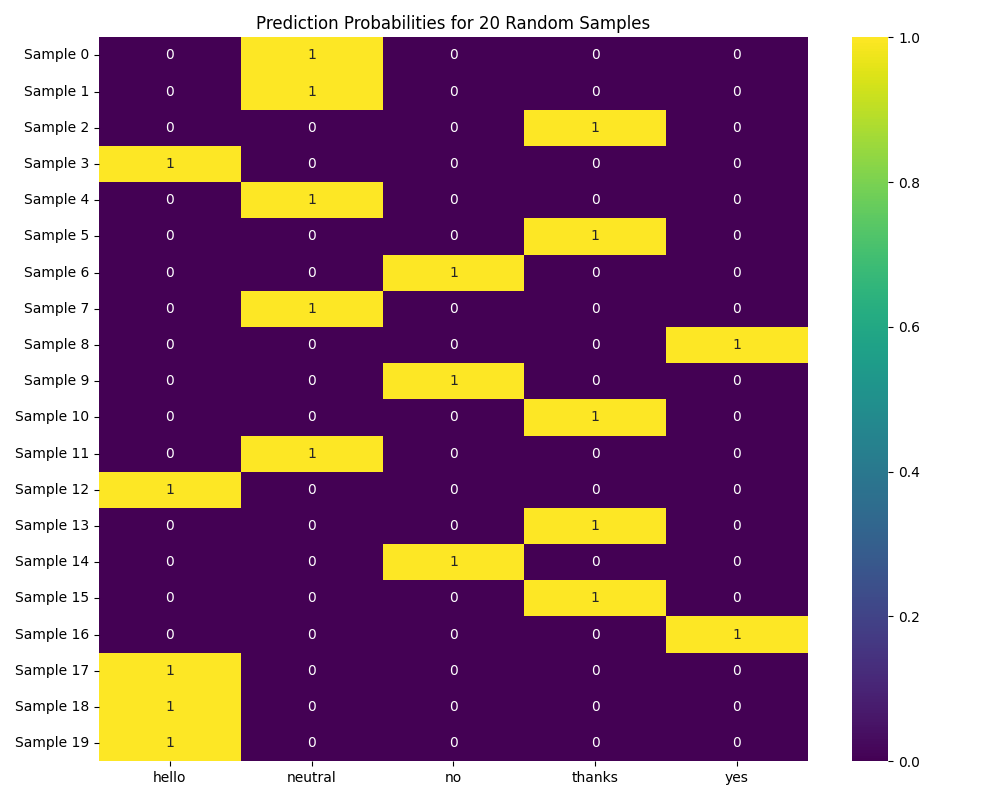 Prediction Probabilities for 20 Random Samples
Sample 0 0 1 0 0 0 1.0
Sample 1 0 1 0 0 0
Sample 2 0 0 0 1 0
Sample 3 1 0 0 0 0
Sample 4 0 1 0 0 0 0.8
Sample 5 0 0 0 1 0
Sample 6 0 0 1 0 0
Sample 7 0 1 0 0 0
Sample 8 0 0 0 0 1 0.6
Sample 9 0 0 1 0 0
Sample 10 0 0 0 1 0
Sample 11 0 1 0 0 0
Sample 12 1 0 0 0 0 0.4
Sample 13 0 0 0 1 0
Sample 14 0 0 1 0 0
Sample 15 0 0 0 1 0
Sample 16 0 0 0 0 1 0.2
Sample 17 1 0 0 0 0
Sample 18 1 0 0 0 0
Sample 19 1 0 0 0 0 0.0
hello neutral no thanks yes